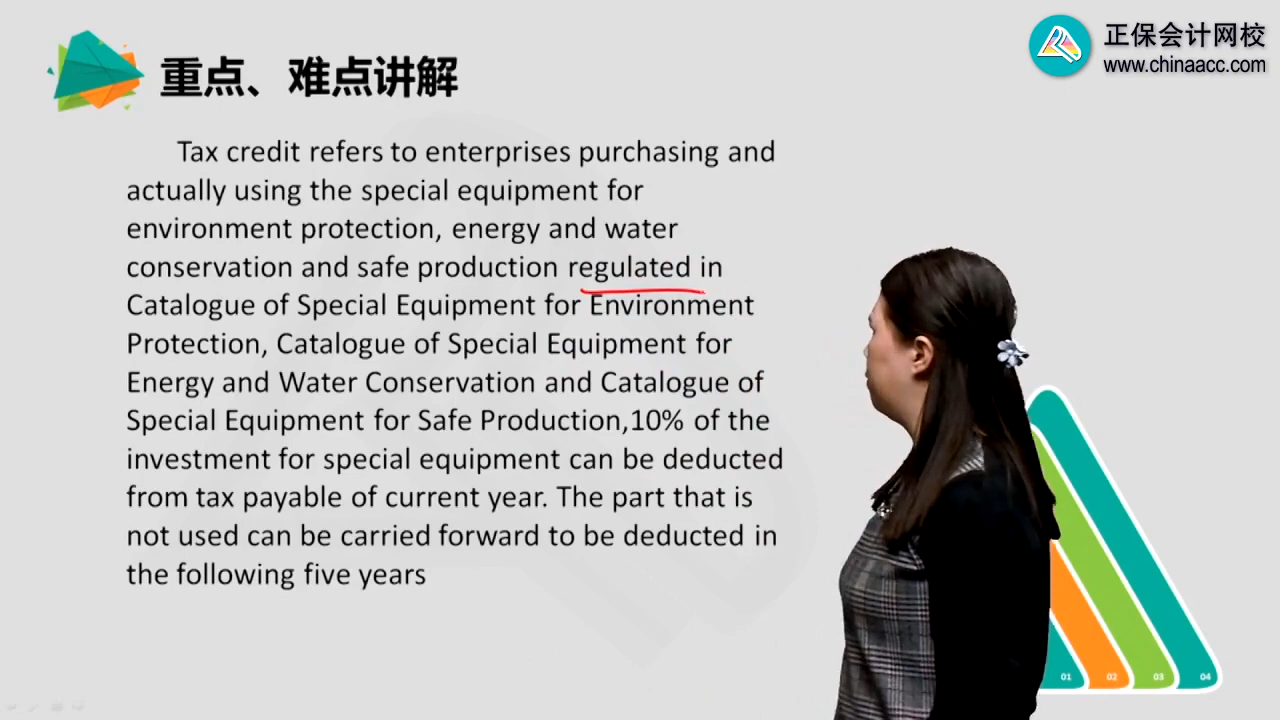 正保会计网校
www.chinaacc.com
重点、难点讲解
Tax credit refers to enterprises purchasing and
actually using the special equipment for
environment protection, energy and water
conservation and safe production regulated in
Catalogue of Special Equipment for Environment
Protection, Catalogue of Special Equipment for
Energy and Water Conservation and Catalogue of
Special Equipment for Safe Production,10% of the
investment for special equipment can be deducted
from tax payable of current year. The part that is
not used can be carried forward to be deducted in
the following five years
01 02 03 04